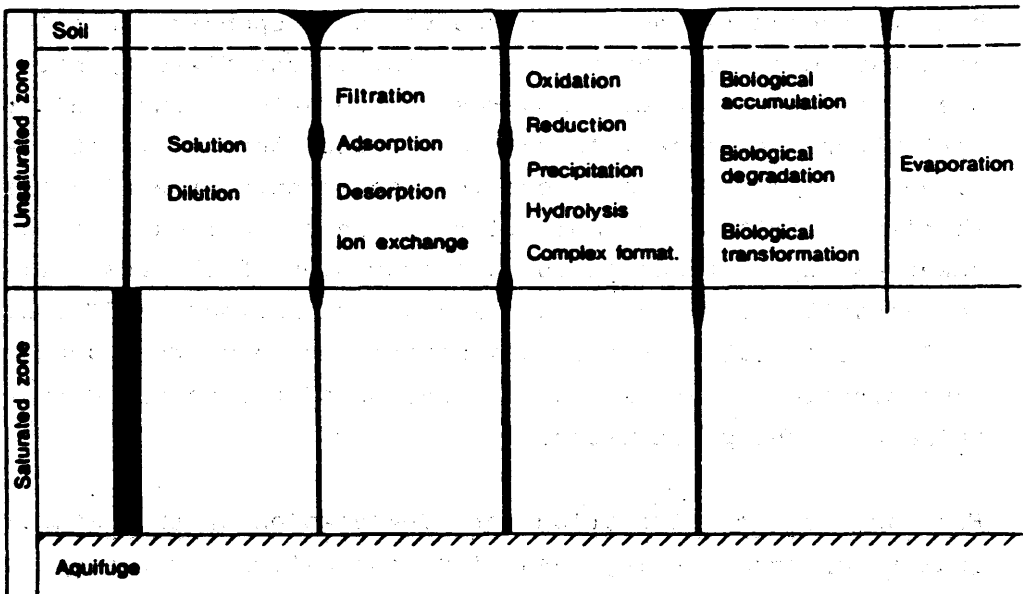 Soil
Unsaturated zone
Solution
Dilution
Filtration
Adsorption
Desorption
Ion exchange
Oxidation
Reduction
Precipitation
Hydrolysis
Complex format.
Biological
accumulation
Biological
degradation
Biological
transformation
Evaporation
Saturated zone
Aquifuge